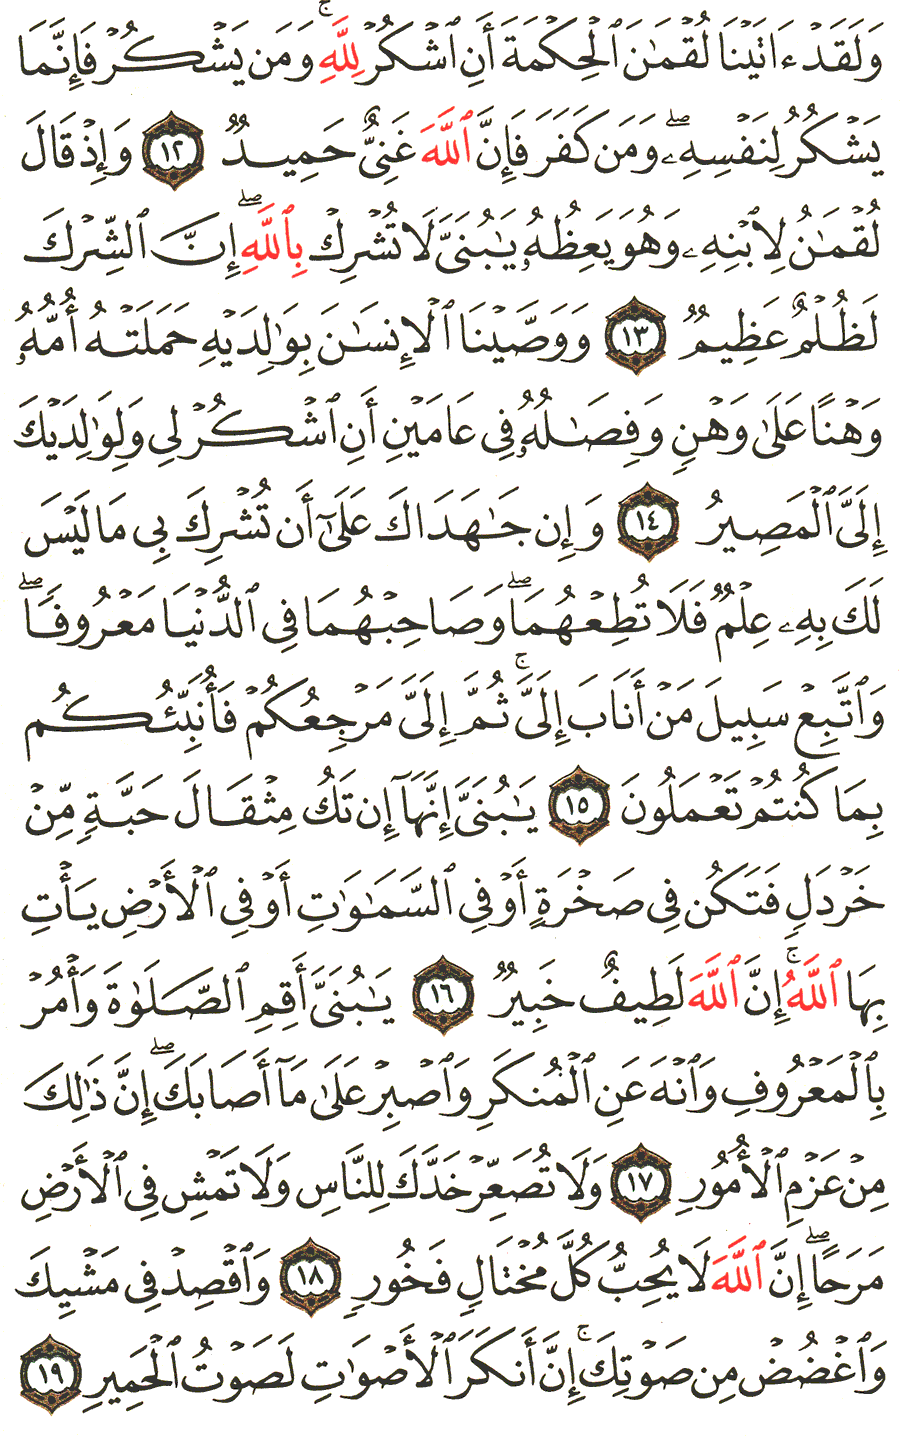 وَلَقَدْ ءَاتَيْنَا لُقْمَٰنَ ٱلْحِكْمَةَ أَنِ ٱشْكُرْ لِلَّهِ ۚ وَمَن يَشْكُرْ فَإِنَّمَا
يَشْكُرُ لِنَفْسِهِۦ ۖ وَمَن كَفَرَ فَإِنَّ ٱللَّهَ غَنِىٌّ حَمِيدٌ ١٢ وَإِذْ قَالَ
لُقْمَٰنُ لِٱبْنِهِۦ وَهُوَ يَعِظُهُۥ يَٰبُنَىَّ لَا تُشْرِكْ بِٱللَّهِ ۖ إِنَّ ٱلشِّرْكَ
لَظُلْمٌ عَظِيمٌ ١٣ وَوَصَّيْنَا ٱلْإِنسَٰنَ بِوَٰلِدَيْهِ حَمَلَتْهُ أُمُّهُۥ
وَهْنًا عَلَىٰ وَهْنٍ وَفِصَٰلُهُۥ فِى عَامَيْنِ أَنِ ٱشْكُرْ لِى وَلِوَٰلِدَيْكَ
إِلَىَّ ٱلْمَصِيرُ ١٤ وَإِن جَٰهَدَاكَ عَلَىٰٓ أَن تُشْرِكَ بِى مَا لَيْسَ
لَكَ بِهِۦ عِلْمٌ فَلَا تُطِعْهُمَا ۖ وَصَاحِبْهُمَا فِى ٱلدُّنْيَا مَعْرُوفًا ۖ
وَٱتَّبِعْ سَبِيلَ مَنْ أَنَابَ إِلَىَّ ۚ ثُمَّ إِلَىَّ مَرْجِعُكُمْ فَأُنَبِّئُكُم
بِمَا كُنتُمْ تَعْمَلُونَ ١٥ يَٰبُنَىَّ إِنَّهَآ إِن تَكُ مِثْقَالَ حَبَّةٍ مِّنْ
خَرْدَلٍ فَتَكُن فِى صَخْرَةٍ أَوْ فِى ٱلسَّمَٰوَٰتِ أَوْ فِى ٱلْأَرْضِ يَأْتِ
بِهَا ٱللَّهُ ۚ إِنَّ ٱللَّهَ لَطِيفٌ خَبِيرٌ ١٦ يَٰبُنَىَّ أَقِمِ ٱلصَّلَوٰةَ وَأْمُرْ
بِٱلْمَعْرُوفِ وَٱنْهَ عَنِ ٱلْمُنكَرِ وَٱصْبِرْ عَلَىٰ مَآ أَصَابَكَ ۖ إِنَّ ذَٰلِكَ
مِنْ عَزْمِ ٱلْأُمُورِ ١٧ وَلَا تُصَعِّرْ خَدَّكَ لِلنَّاسِ وَلَا تَمْشِ فِى ٱلْأَرْضِ
مَرَحًا ۖ إِنَّ ٱللَّهَ لَا يُحِبُّ كُلَّ مُخْتَالٍ فَخُورٍ ١٨ وَٱقْصِدْ فِى مَشْيِكَ
وَٱغْضُضْ مِن صَوْتِكَ ۚ إِنَّ أَنكَرَ ٱلْأَصْوَٰتِ لَصَوْتُ ٱلْحَمِيرِ ١٩